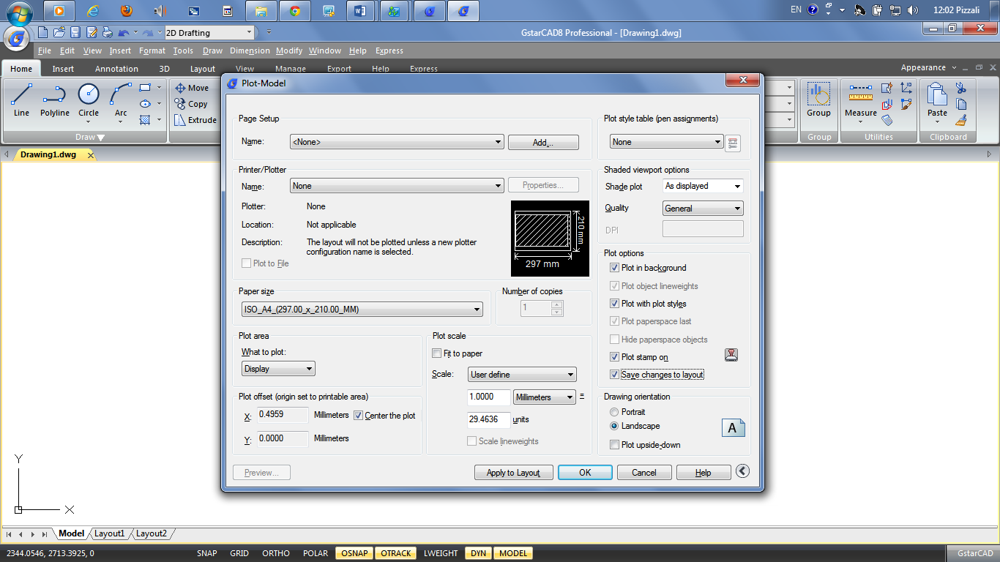 EN
12:02 Pizzali
2D Drafting
GstarCAD8 Professional - [Drawing1.dwg]
File Edit View Insert Format Tools Draw Dimension Modify Window Help Express
Home Insert Annotation 3D Layout View Manage Export Help Express Appearance
Line Polyline Circle Arc
Move
Copy
Extrude
Group
Measure
Paste
Draw
Group
Utilities
Clipboard
Drawing1.dwg
Plot-Model
Page Setup
Name: <None> Add...
Printer/Plotter
Name: None Properties...
Plotter: None
Location: Not applicable
Description: The layout will not be plotted unless a new plotter
configuration name is selected.
Plot to File
210 mm
297 mm
Paper size
ISO_A4_(297.00_x_210.00_MM)
Number of copies
1
Plot area
What to plot:
Display
Plot offset (origin set to printable area)
X: 0.4959 Millimeters Center the plot
Y: 0.0000 Millimeters
Plot scale
Fit to paper
Scale: User define
1.0000 Millimeters =
29.4636 units
Scale lineweights
Plot style table (pen assignments)
None
Shaded viewport options
Shade plot As displayed
Quality General
DPI
Plot options
Plot in background
Plot object lineweights
Plot with plot styles
Plot paperspace last
Hide paperspace objects
Plot stamp on
Save changes to layout
Drawing orientation
Portrait
Landscape
A
Plot upside-down
Preview... Apply to Layout OK Cancel Help
Y
X
Model Layout1 Layout2
2344.0546, 2713.3925, 0 SNAP GRID ORTHO POLAR OSNAP OTRACK LWEIGHT DYN MODEL GstarCAD